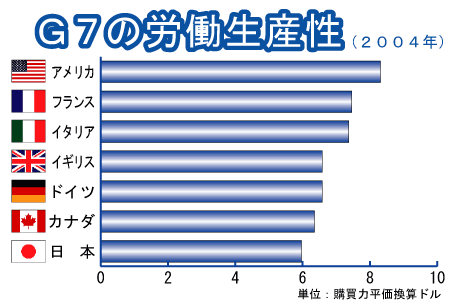 G7の労働生産性(2004年)
アメリカ
フランス
イタリア
イギリス
ドイツ
カナダ
日 本
0 2 4 6 8 10
単位：購買力平価換算ドル